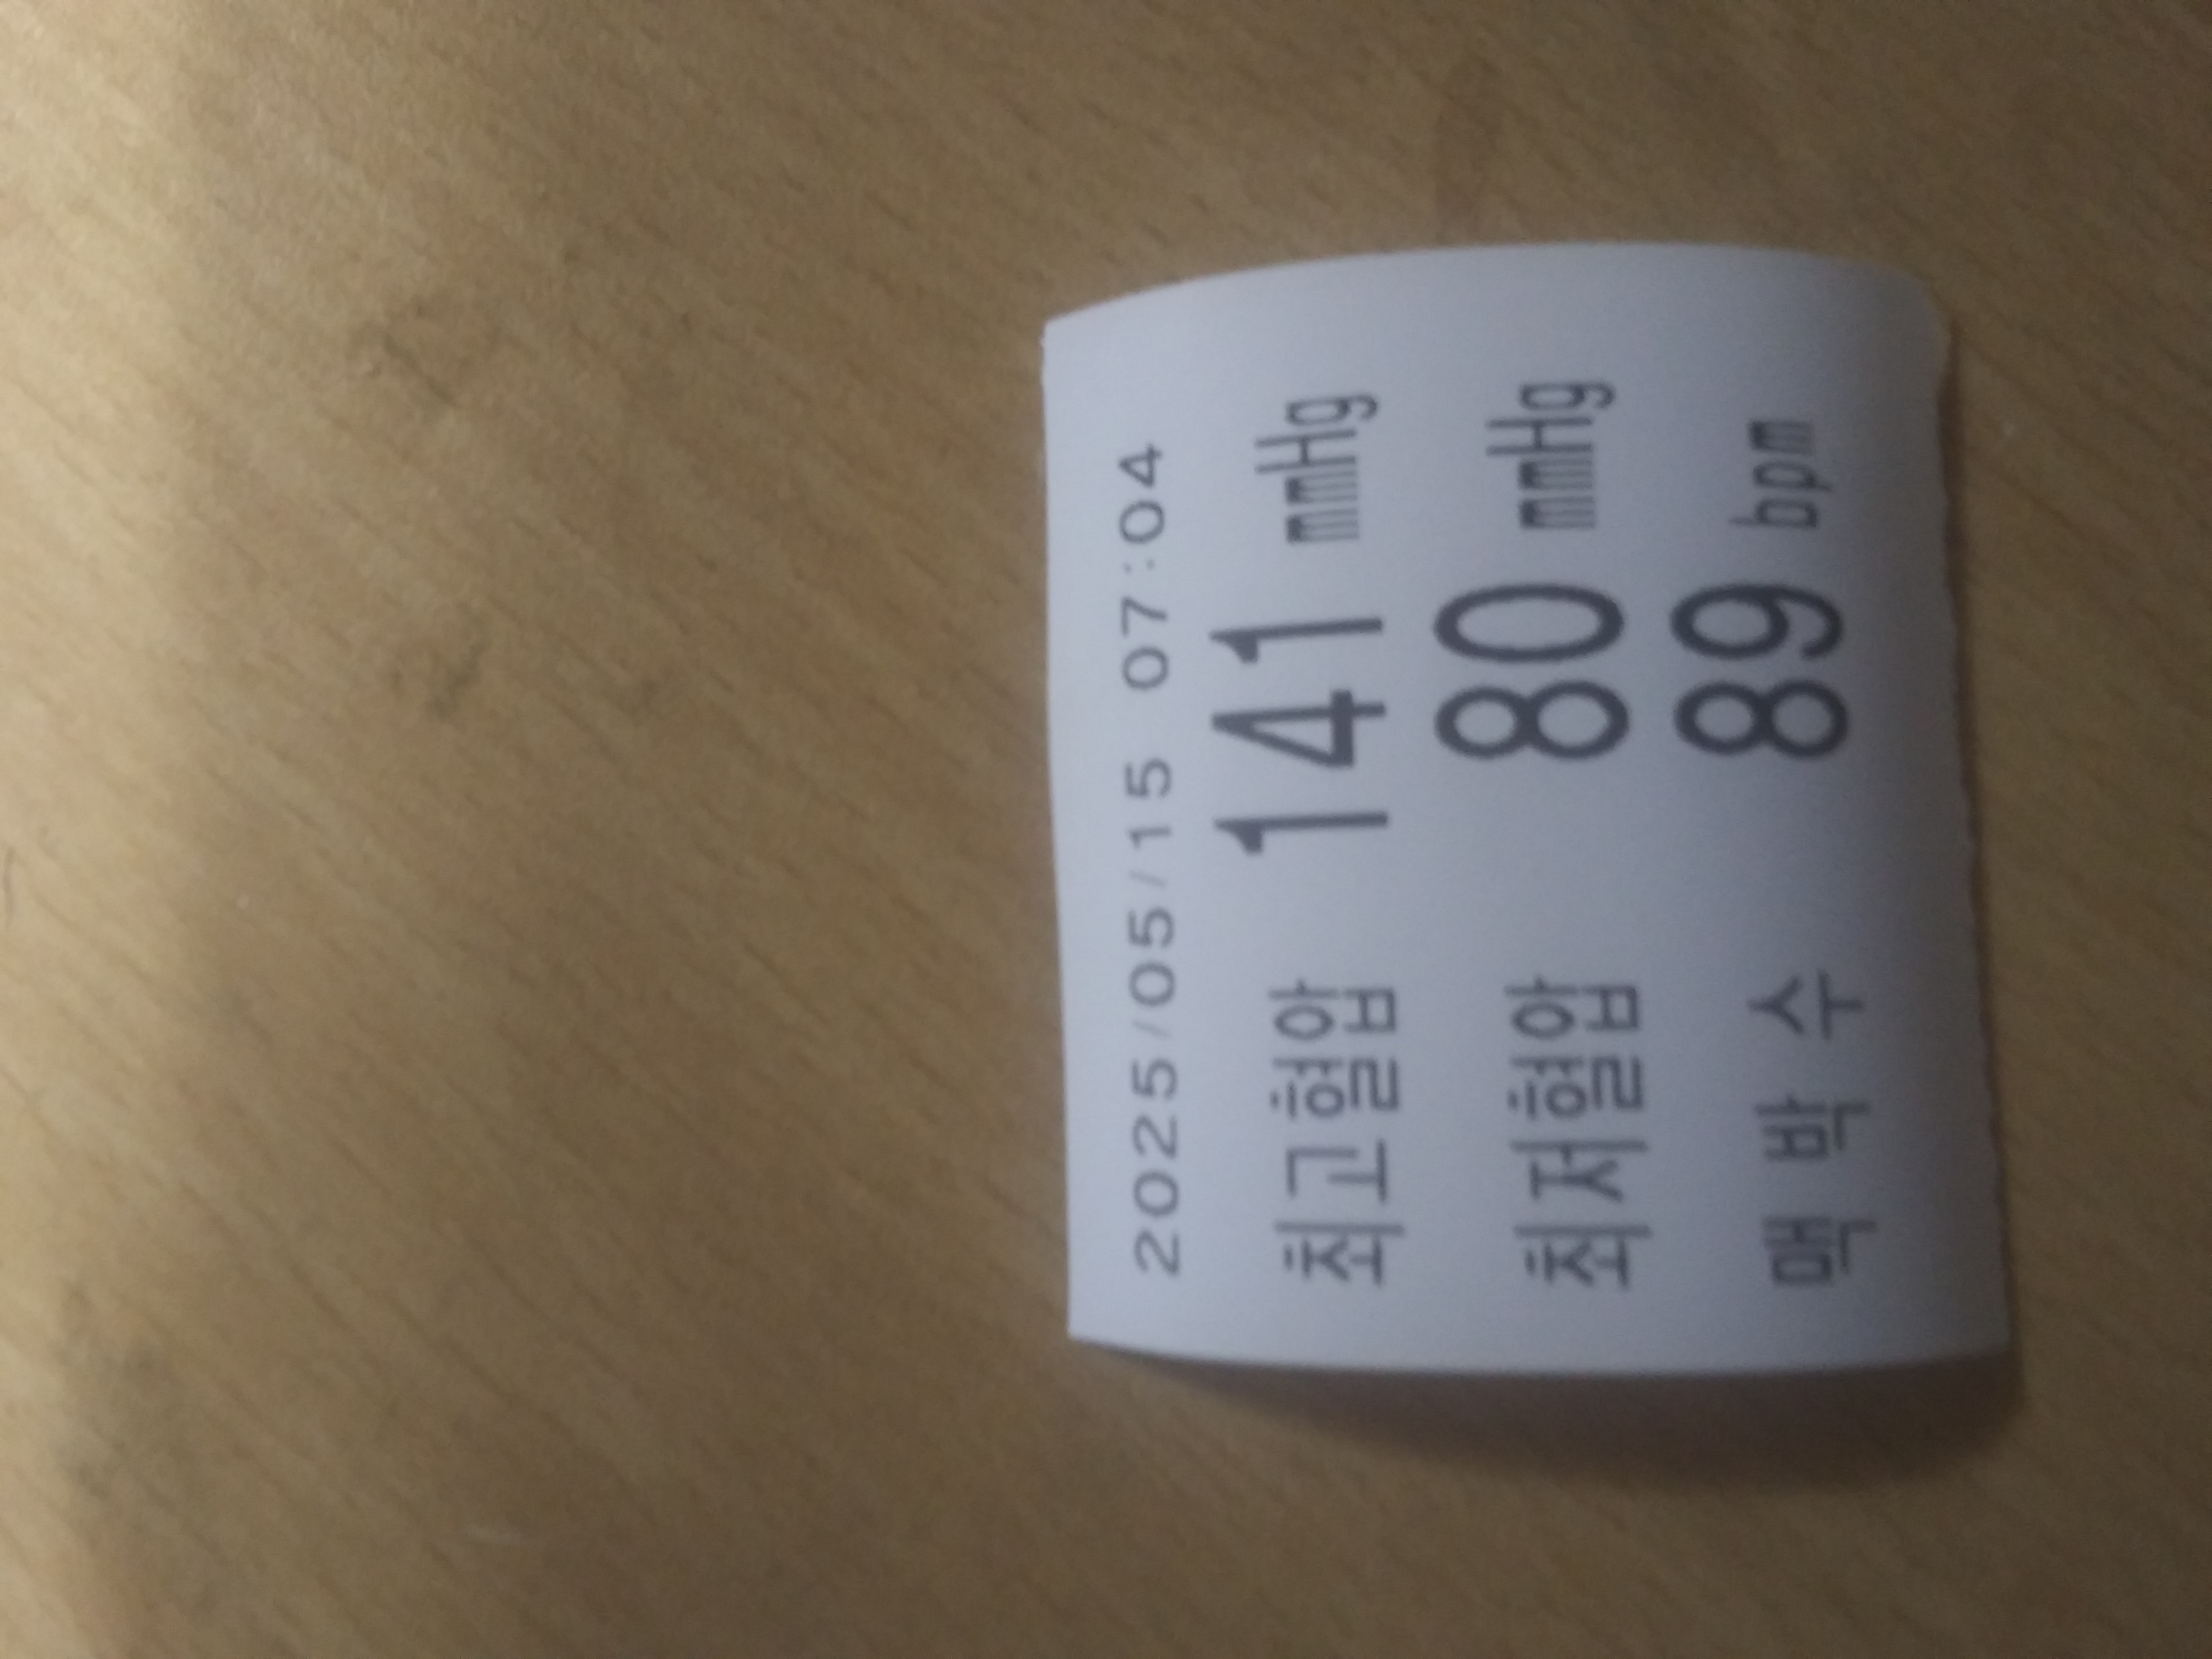 2025/05/15 07:04
최고혈압 141 mmHg
최저혈압 80 mmHg
맥 박 수 89 bpm